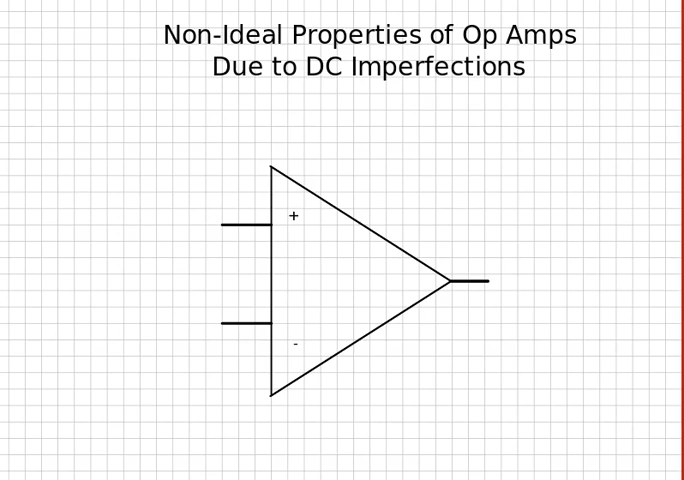 Non-Ideal Properties of Op Amps
Due to DC Imperfections
+
-